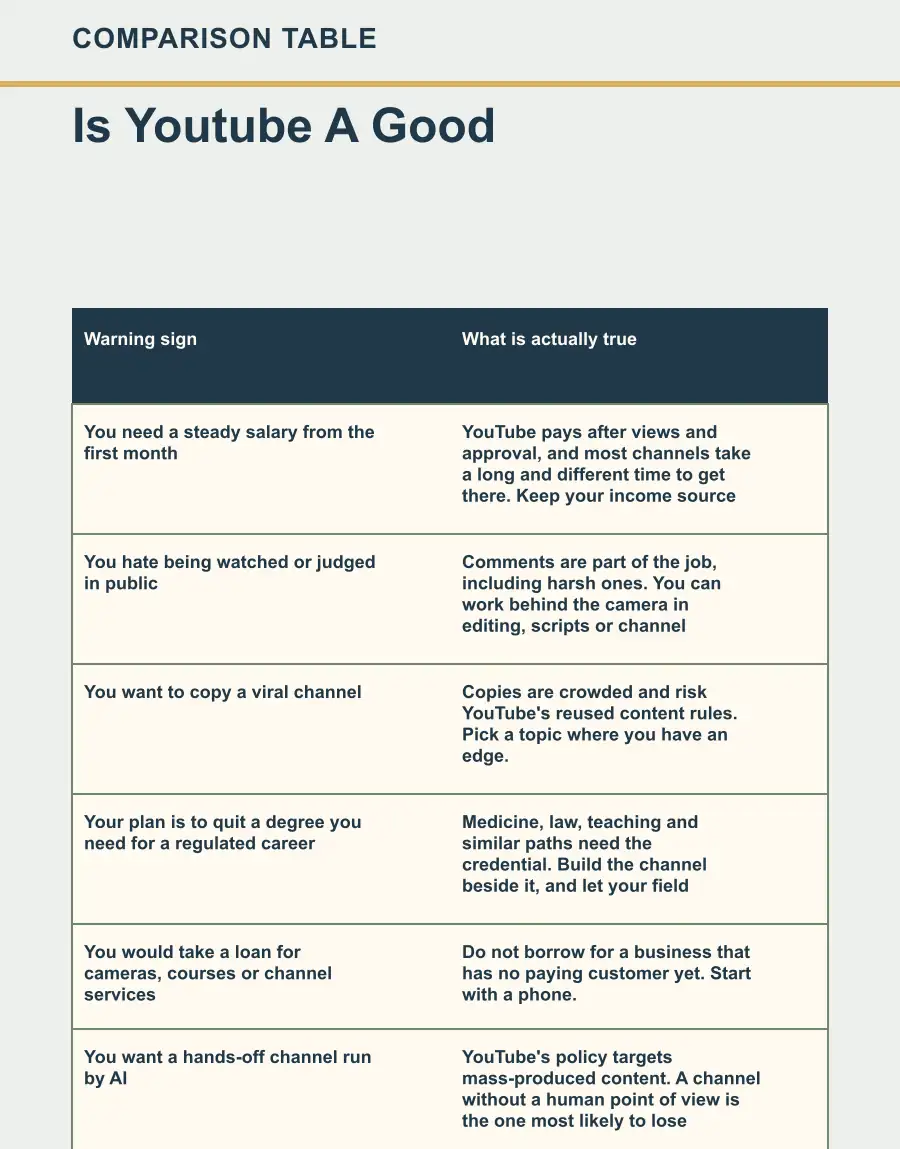 COMPARISON TABLE
Is Youtube A Good
Warning sign
What is actually true
You need a steady salary from the
first month
YouTube pays after views and
approval, and most channels take
a long and different time to get
there. Keep your income source
You hate being watched or judged
in public
Comments are part of the job,
including harsh ones. You can
work behind the camera in
editing, scripts or channel
You want to copy a viral channel
Copies are crowded and risk
YouTube's reused content rules.
Pick a topic where you have an
edge.
Your plan is to quit a degree you
need for a regulated career
Medicine, law, teaching and
similar paths need the
credential. Build the channel
beside it, and let your field
You would take a loan for
cameras, courses or channel
services
Do not borrow for a business that
has no paying customer yet. Start
with a phone.
You want a hands-off channel run
by AI
YouTube's policy targets
mass-produced content. A channel
without a human point of view is
the one most likely to lose